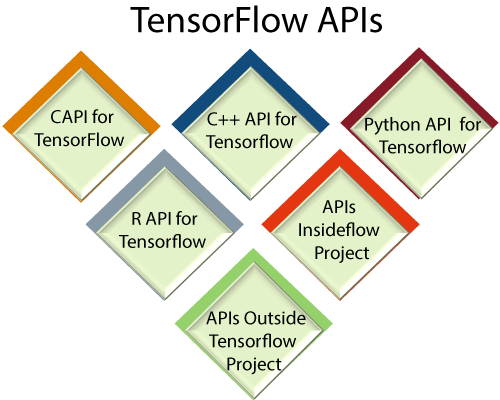 TensorFlow APIs
CAPI for
TensorFlow
C++ API for
Tensorflow
Python API for
Tensorflow
R API for
Tensorflow
APIs
Insideflow
Project
APIs Outside
Tensorflow
Project